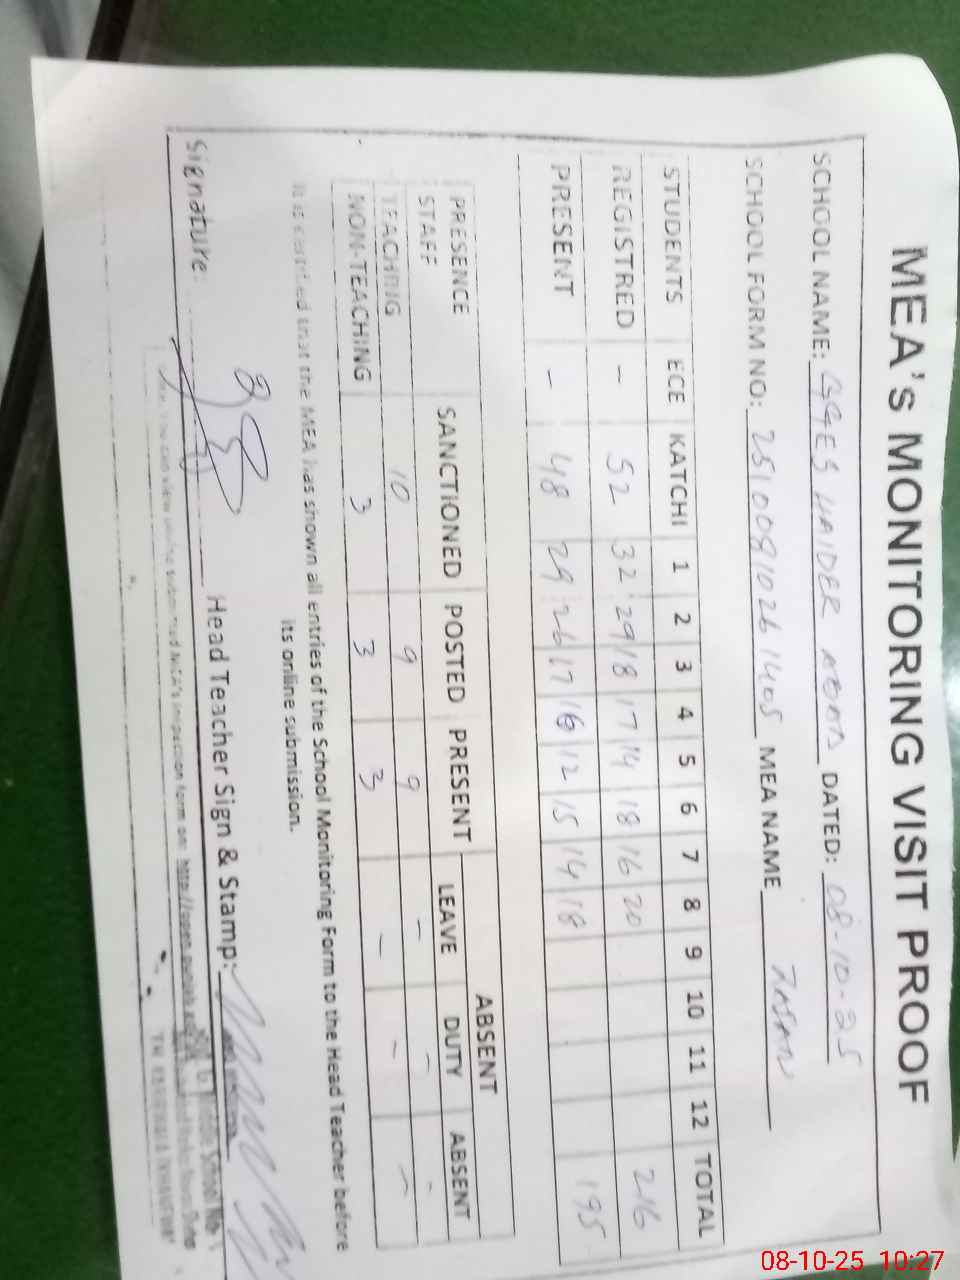 MEA'S MONITORING VISIT PROOF
SCHOOL NAME: GGES HAIDER DATED: 08-10-25
SCHOOL FORM NO: 25100910261405 MEA NAME
STUDENTS ECE KATCHI 1 2 3 4 5 6 7 8 9 10 11 12 TOTAL
REGISTRED - 52 32 29 18 17 14 18 16 20 216
PRESENT - 48 29 26 17 16 12 15 14 18 195
PRESENCE ABSENT
STAFF SANCTIONED POSTED PRESENT LEAVE DUTY ABSENT
TEACHING 10 9 9 - - -
NON-TEACHING 3 3 3 - - -
It is certified that the MEA has shown all entries of the School Monitoring Form to the Head Teacher before
its online submission.
Signature: Head Teacher Sign & Stamp:
08-10-25 10:27